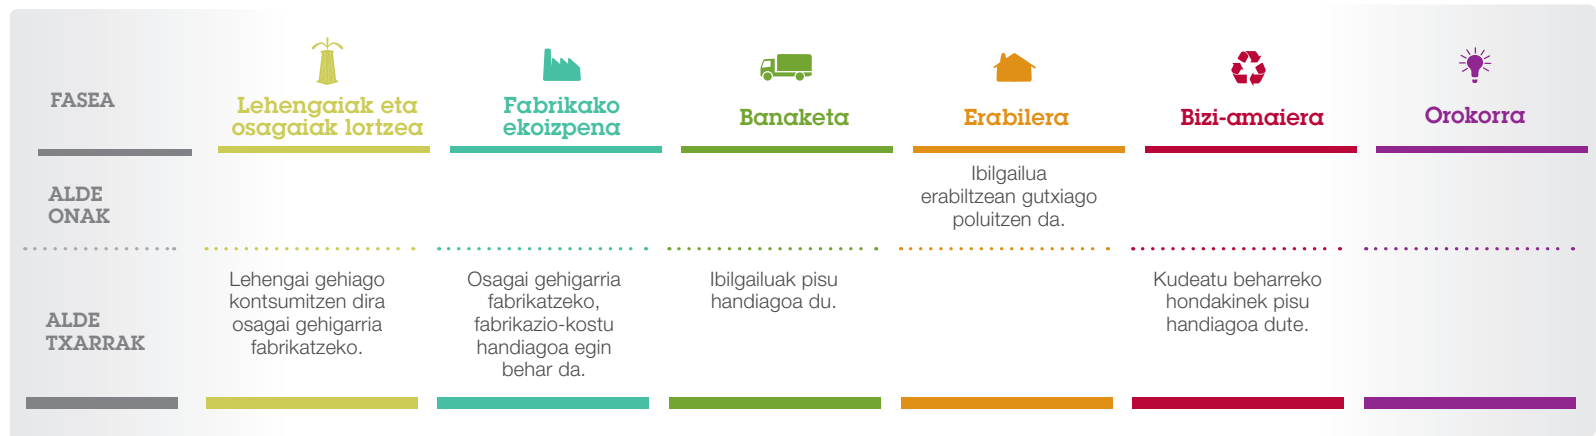 FASEA
Lehengaiak eta
osagaiak lortzea
Fabrikako
ekoizpena
Banaketa
Erabilera
Bizi-amaiera
Orokorra
ALDE
ONAK
Ibilgailua
erabiltzean gutxiago
poluitzen da.
ALDE
TXARRAK
Lehengai gehiago
kontsumitzen dira
osagai gehigarria
fabrikatzeko.
Osagai gehigarria
fabrikatzeko,
fabrikazio-kostu
handiagoa egin
behar da.
Ibilgailuak pisu
handiagoa du.
Kudeatu beharreko
hondakinek pisu
handiagoa dute.